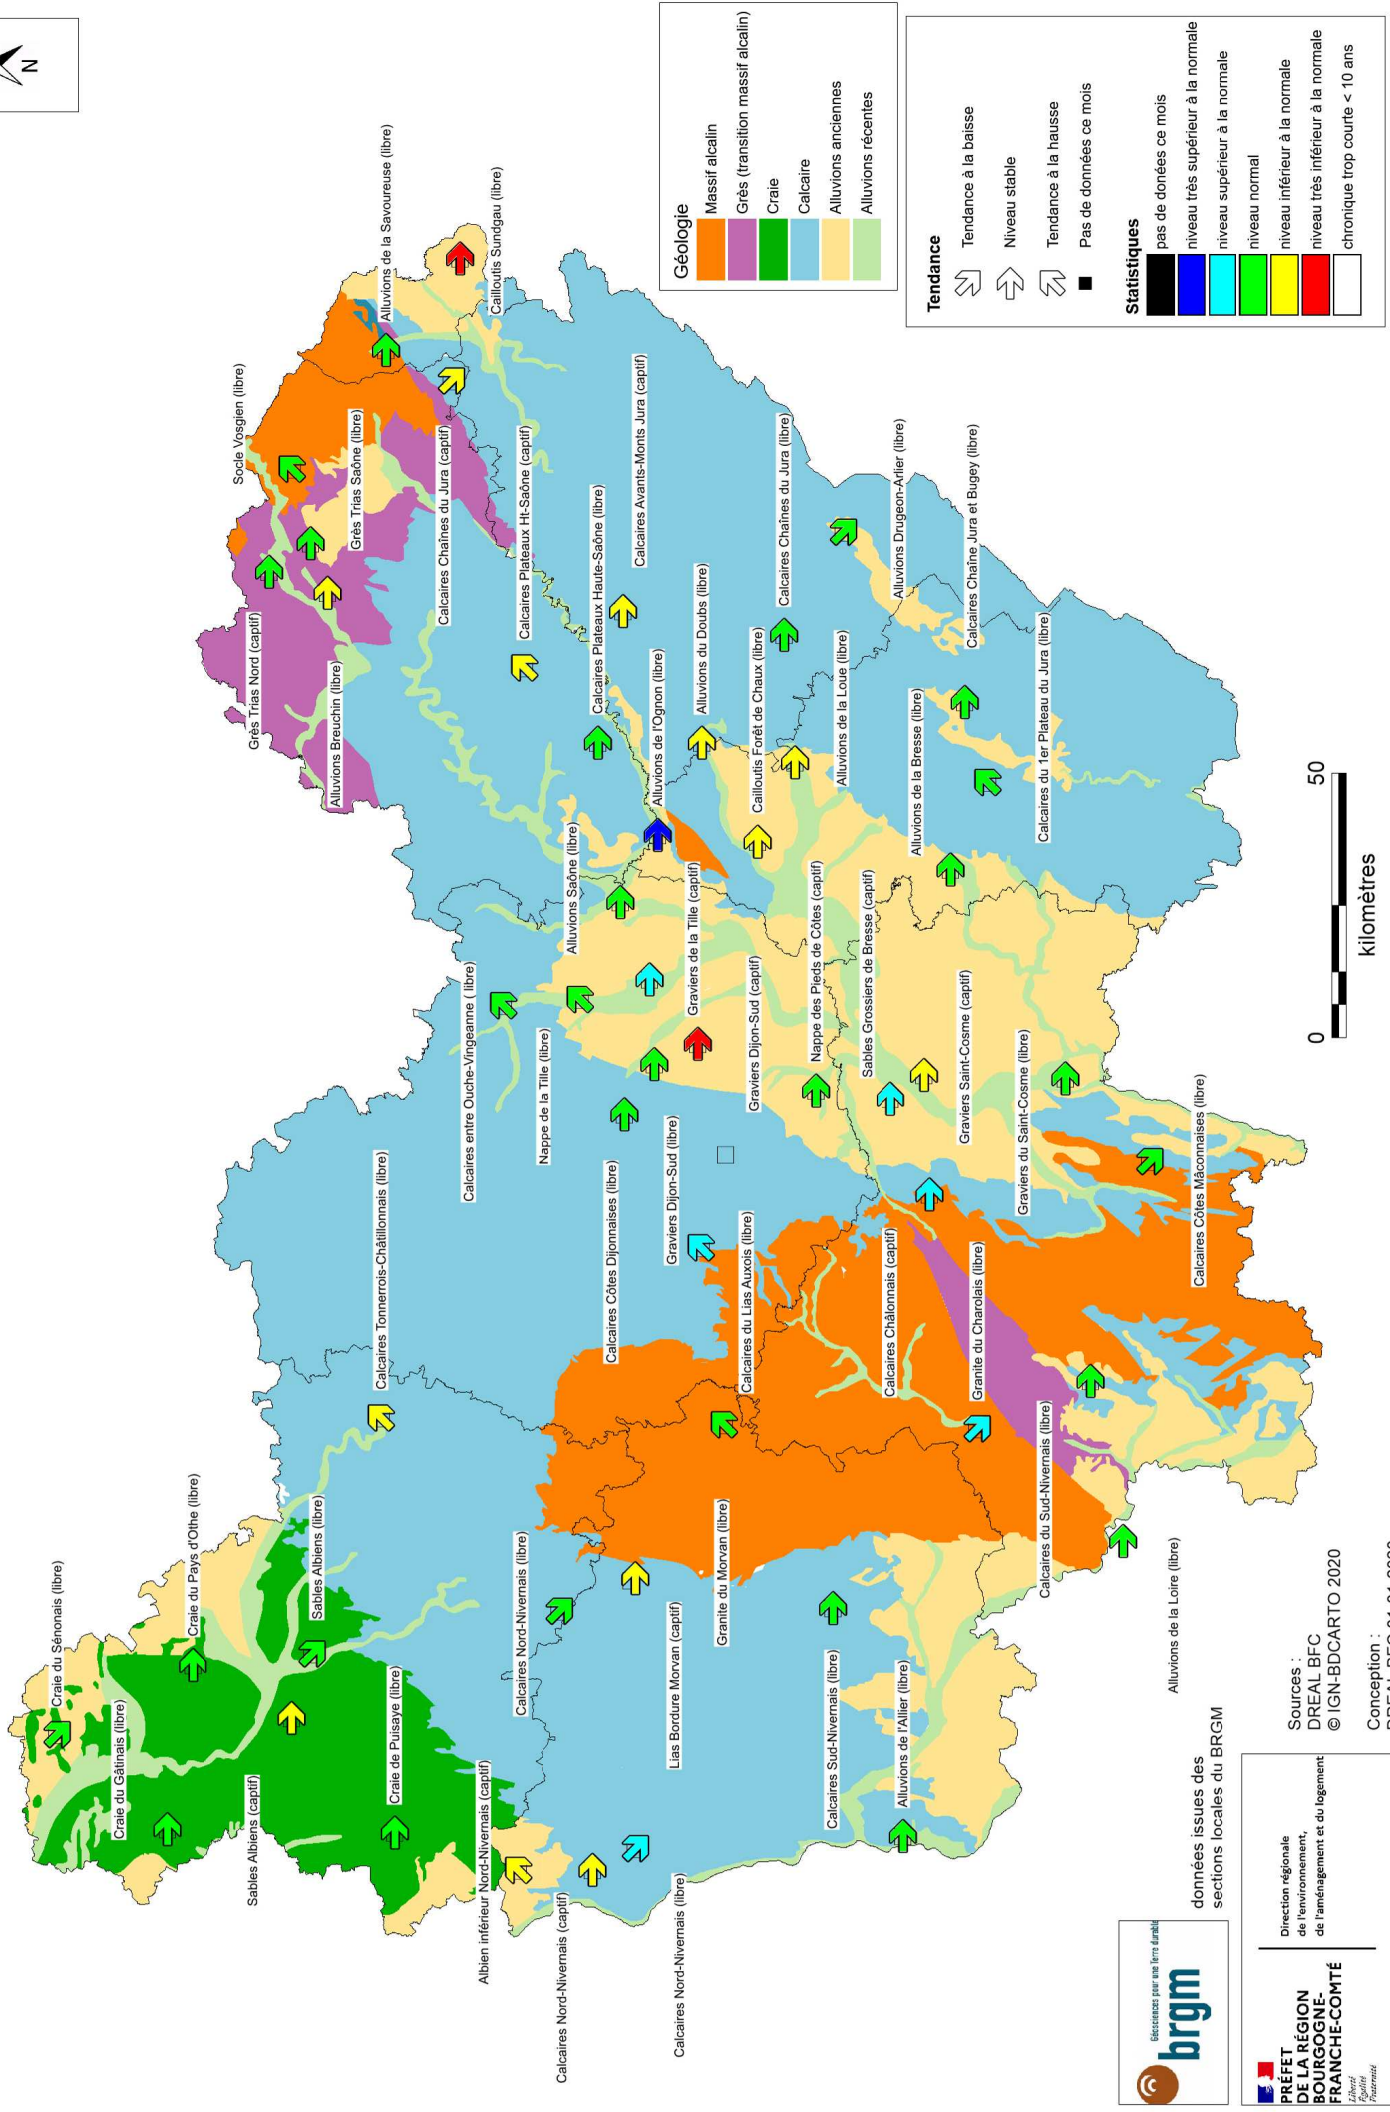 N
Craie du Sénonais (libre)
Craie du Gâtinais (libre)
Craie du Pays d'Othe (libre)
Sables Albiens (captif)
Sables Albiens (libre)
Craie de Puisaye (libre)
Calcaires Tonnerrois-Châtillonnais (libre)
Albien inférieur Nord-Nivernais (captif)
Calcaires Nord-Nivernais (libre)
Calcaires Nord-Nivernais (captif)
Calcaires Nord-Nivernais (libre)
Lias Bordure Morvan (captif)
Granite du Morvan (libre)
Calcaires Sud-Nivernais (libre)
Alluvions de l'Allier (libre)
Calcaires du Sud-Nivernais (libre)
Alluvions de la Loire (libre)
Calcaires entre Ouche-Vingeanne ( libre)
Nappe de la Tille (libre)
Calcaires Côtes Dijonnaises (libre)
Graviers Dijon-Sud (libre)
Calcaires du Lias Auxois (libre)
Calcaires Châlonnais (captif)
Granite du Charolais (libre)
Alluvions Saône (libre)
Graviers de la Tille (captif)
Graviers Dijon-Sud (captif)
Nappe des Pieds de Côtes (captif)
Sables Grossiers de Bresse (captif)
Graviers Saint-Cosme (captif)
Graviers du Saint-Cosme (libre)
Calcaires Côtes Mâconnaises (libre)
Grès Trias Nord (captif)
Alluvions Breuchin (libre)
Socle Vosgien (libre)
Grès Trias Saône (libre)
Alluvions de la Savoureuse (libre)
Cailloutis Sundgau (libre)
Calcaires Chaînes du Jura (captif)
Calcaires Plateaux Ht-Saône (captif)
Calcaires Plateaux Haute-Saône (libre)
Calcaires Avants-Monts Jura (captif)
Alluvions de l'Ognon (libre)
Alluvions du Doubs (libre)
Cailloutis Forêt de Chaux (libre)
Calcaires Chaînes du Jura (libre)
Alluvions de la Loue (libre)
Alluvions Drugeon-Arlier (libre)
Alluvions de la Bresse (libre)
Calcaires Chaîne Jura et Bugey (libre)
Calcaires du 1er Plateau du Jura (libre)
Géologie
Massif alcalin
Grès (transition massif alcalin)
Craie
Calcaire
Alluvions anciennes
Alluvions récentes
Tendance
Tendance à la baisse
Niveau stable
Tendance à la hausse
Pas de données ce mois
Statistiques
pas de donées ce mois
niveau très supérieur à la normale
niveau supérieur à la normale
niveau normal
niveau inférieur à la normale
niveau très inférieur à la normale
chronique trop courte < 10 ans
0 50
kilomètres
Géosciences pour une Terre durable
brgm
données issues des
sections locales du BRGM
PRÉFET
DE LA RÉGION
BOURGOGNE-
FRANCHE-COMTÉ
Liberté
Égalité
Fraternité
Direction régionale
de l'environnement,
de l'aménagement et du logement
Sources :
DREAL BFC
© IGN-BDCARTO 2020
Conception :